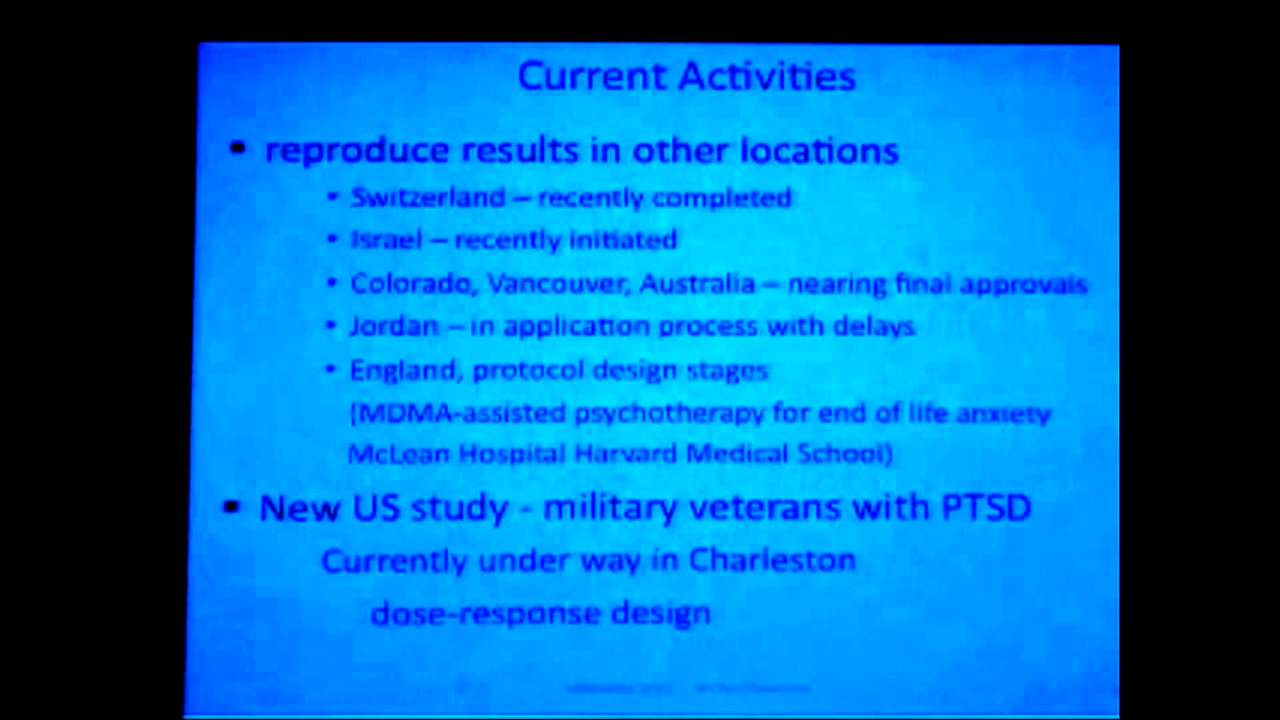 Current Activities
▪ reproduce results in other locations
• Switzerland – recently completed
• Israel – recently initiated
• Colorado, Vancouver, Australia – nearing final approvals
• Jordan – in application process with delays
• England, protocol design stages
(MDMA-assisted psychotherapy for end of life anxiety
McLean Hospital Harvard Medical School)
▪ New US study - military veterans with PTSD
Currently under way in Charleston
dose-response design